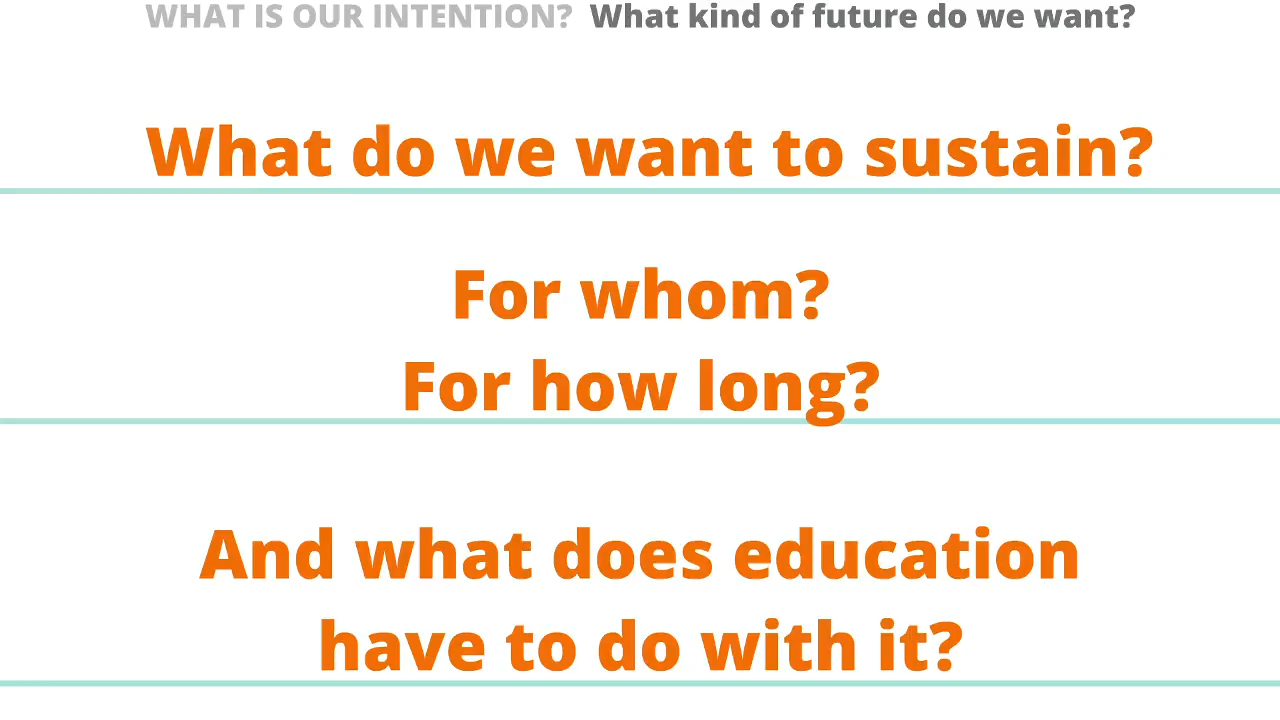 WHAT IS OUR INTENTION? What kind of future do we want?
What do we want to sustain?
For whom?
For how long?
And what does education
have to do with it?